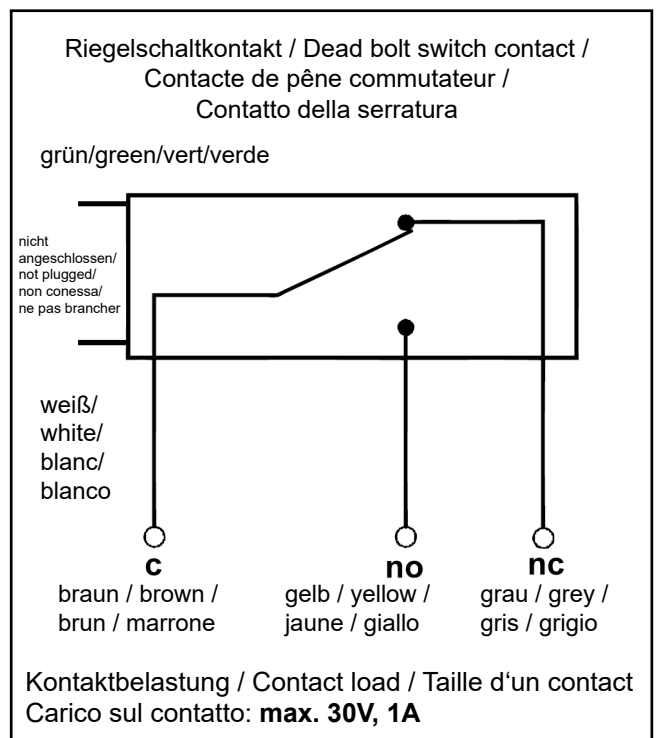 Riegelschaltkontakt / Dead bolt switch contact /
Contacte de pêne commutateur /
Contatto della serratura
grün/green/vert/verde
nicht
angeschlossen/
not plugged/
non conessa/
ne pas brancher
weiß/
white/
blanc/
blanco
c
braun / brown /
brun / marrone
no
gelb / yellow /
jaune / giallo
nc
grau / grey /
gris / grigio
Kontaktbelastung / Contact load / Taille d‘un contact
Carico sul contatto: max. 30V, 1A